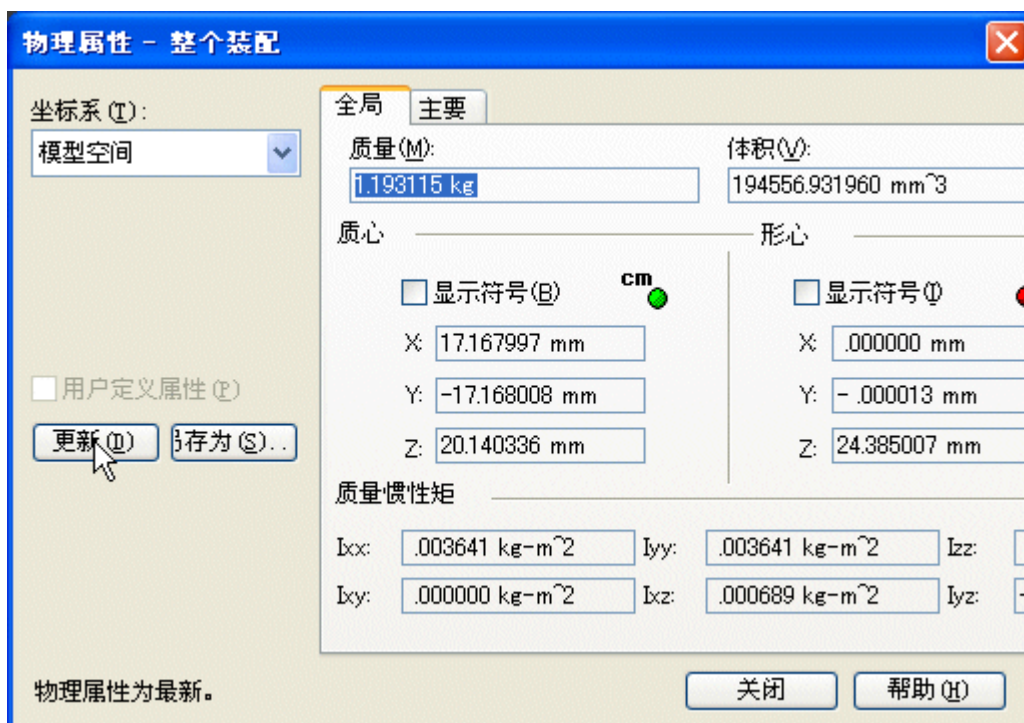 物理属性 - 整个装配
坐标系(T):
模型空间
全局 主要
质量(M): 体积(V):
1.193115 kg 194556.931960 mm^3
质心 形心
显示符号(B) cm 显示符号(I)
X: 17.167997 mm X: .000000 mm
用户定义属性(P) Y: -17.168008 mm Y: - .000013 mm
更新(D) 存为(S)... Z: 20.140336 mm Z: 24.385007 mm
质量惯性矩
Ixx: .003641 kg-m^2 Iyy: .003641 kg-m^2 Izz:
Ixy: .000000 kg-m^2 Ixz: .000689 kg-m^2 Iyz: -
物理属性为最新。 关闭 帮助(H)